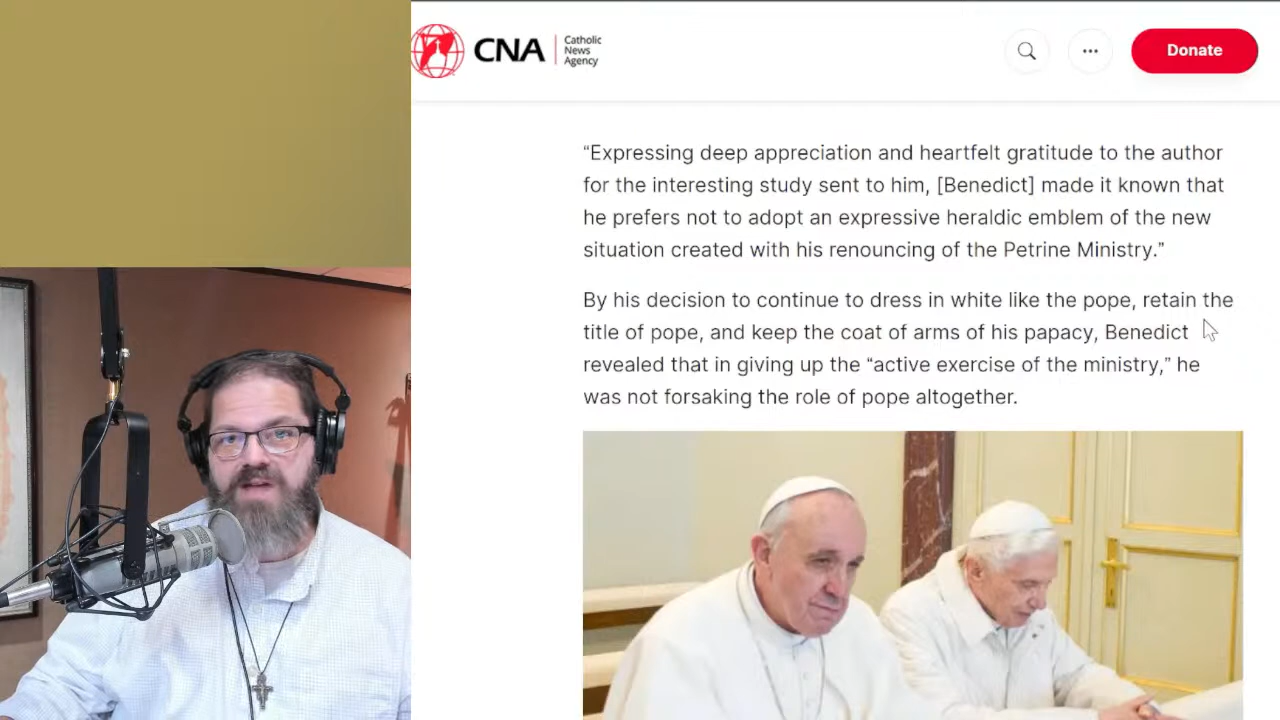 CNA
Catholic
News
Agency
Donate
“Expressing deep appreciation and heartfelt gratitude to the author
for the interesting study sent to him, [Benedict] made it known that
he prefers not to adopt an expressive heraldic emblem of the new
situation created with his renouncing of the Petrine Ministry.”
By his decision to continue to dress in white like the pope, retain the
title of pope, and keep the coat of arms of his papacy, Benedict
revealed that in giving up the “active exercise of the ministry,” he
was not forsaking the role of pope altogether.